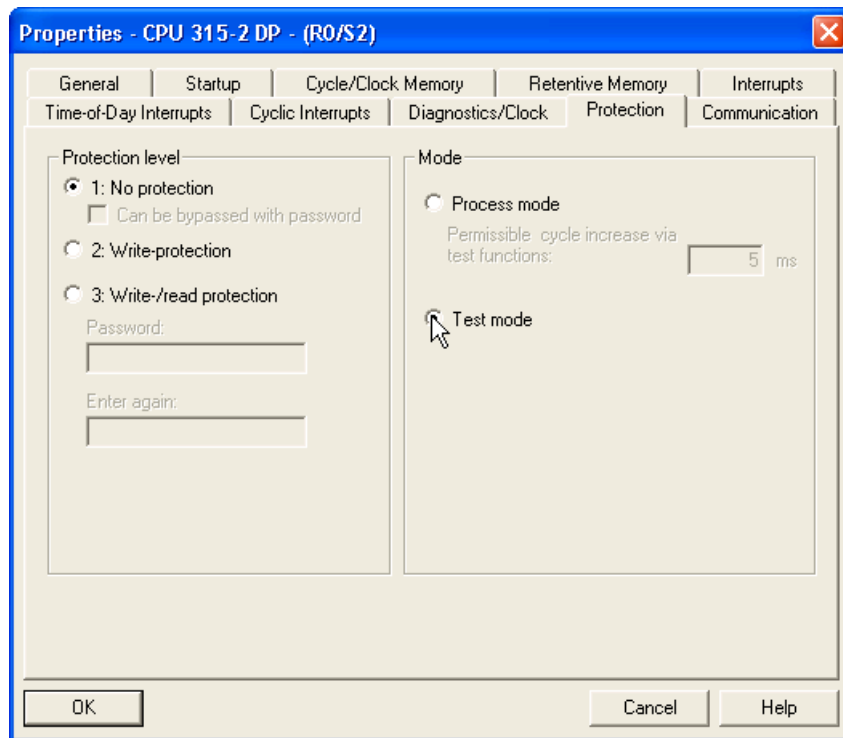 Properties - CPU 315-2 DP - (R0/S2)
General Startup Cycle/Clock Memory Retentive Memory Interrupts
Time-of-Day Interrupts Cyclic Interrupts Diagnostics/Clock Protection Communication
Protection level
1: No protection
Can be bypassed with password
2: Write-protection
3: Write-/read protection
Password:
Enter again:
Mode
Process mode
Permissible cycle increase via
test functions:
5 ms
Test mode
OK Cancel Help